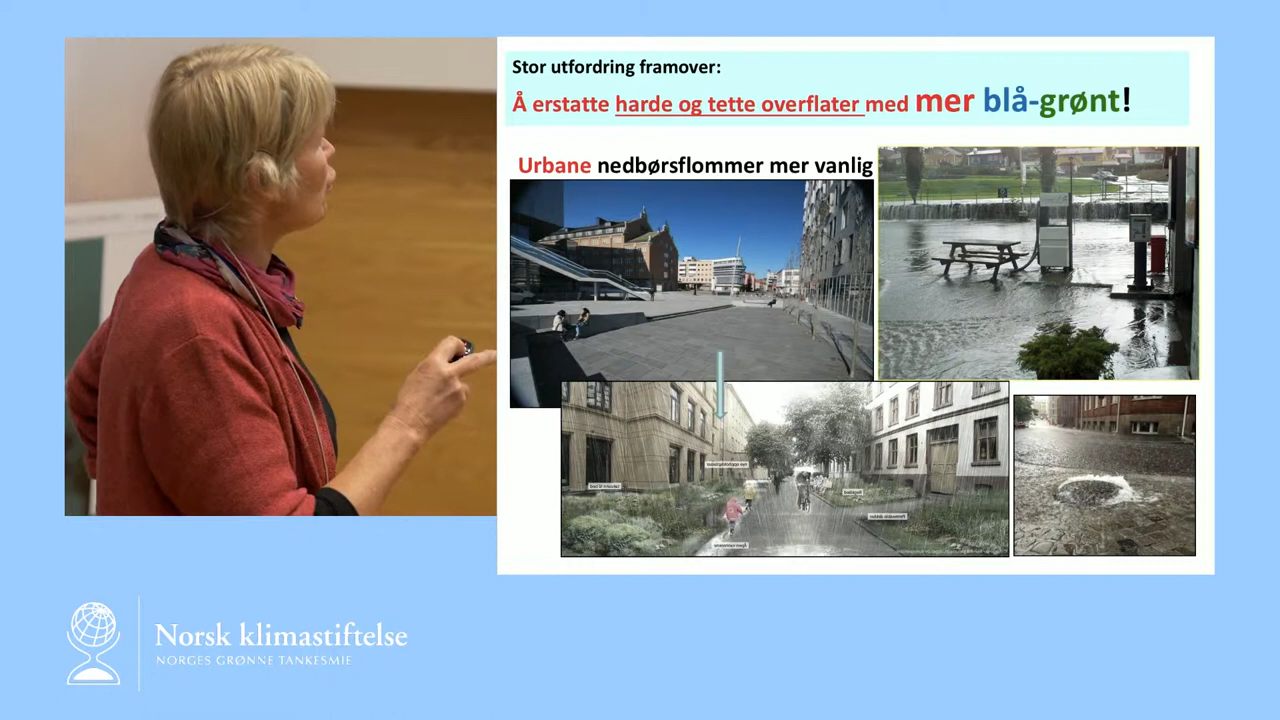 Stor utfordring framover:
Å erstatte harde og tette overflater med mer blå-grønt!
Urbane nedbørsflommer mer vanlig
Norsk klimastiftelse
NORGES GRØNNE TANKESMIE